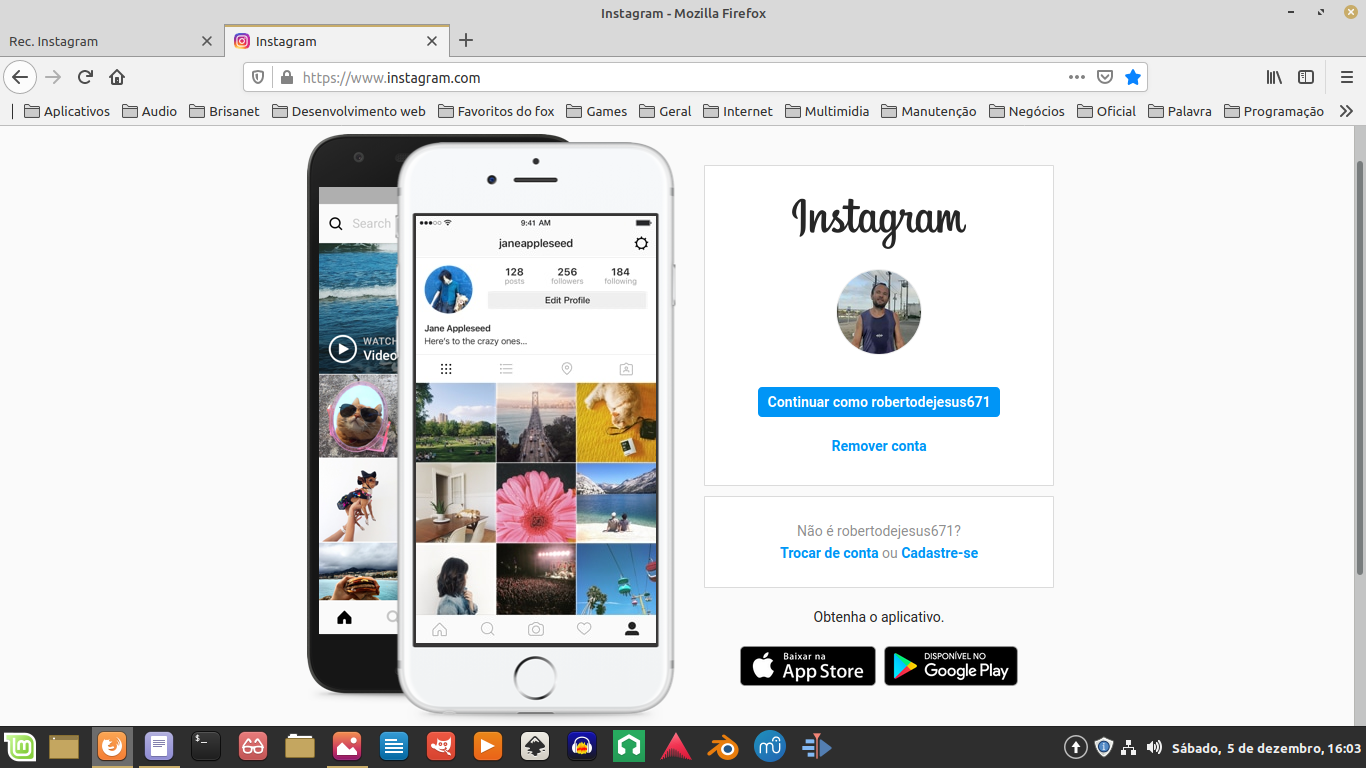 Instagram - Mozilla Firefox
Rec. Instagram
Instagram
https://www.instagram.com
Aplicativos
Audio
Brisanet
Desenvolvimento web
Favoritos do fox
Games
Geral
Internet
Multimidia
Manutenção
Negócios
Oficial
Palavra
Programação
Search
WATCH
Video
9:41 AM
janeappleseed
128
posts
256
followers
184
following
Edit Profile
Jane Appleseed
Here's to the crazy ones...
Instagram
Continuar como robertodejesus671
Remover conta
Não é robertodejesus671?
Trocar de conta ou Cadastre-se
Obtenha o aplicativo.
Baixar na
App Store
DISPONÍVEL NO
Google Play
Sábado, 5 de dezembro, 16:03